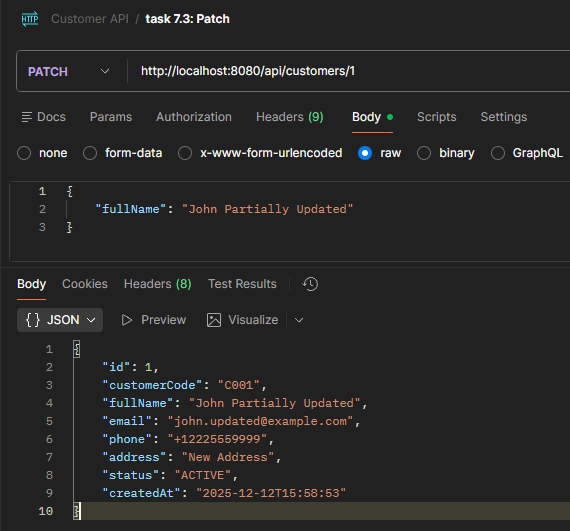 HTTP Customer API / task 7.3: Patch
PATCH http://localhost:8080/api/customers/1
Docs Params Authorization Headers (9) Body Scripts Settings
none form-data x-www-form-urlencoded raw binary GraphQL
1 {
2 "fullName": "John Partially Updated"
3 }
Body Cookies Headers (8) Test Results
{} JSON Preview Visualize
1 {
2 "id": 1,
3 "customerCode": "C001",
4 "fullName": "John Partially Updated",
5 "email": "john.updated@example.com",
6 "phone": "+12225559999",
7 "address": "New Address",
8 "status": "ACTIVE",
9 "createdAt": "2025-12-12T15:58:53"
10 }